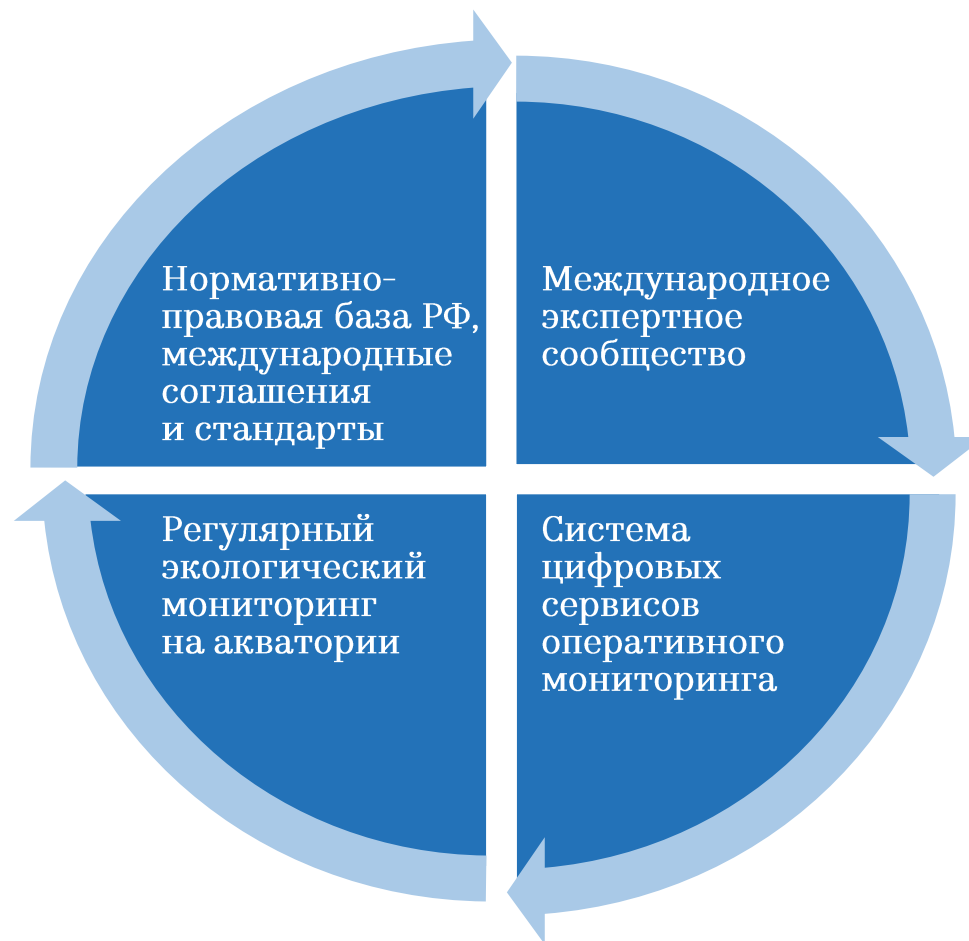 Нормативно-
правовая база РФ,
международные
соглашения
и стандарты
Международное
экспертное
сообщество
Регулярный
экологический
мониторинг
на акватории
Система
цифровых
сервисов
оперативного
мониторинга